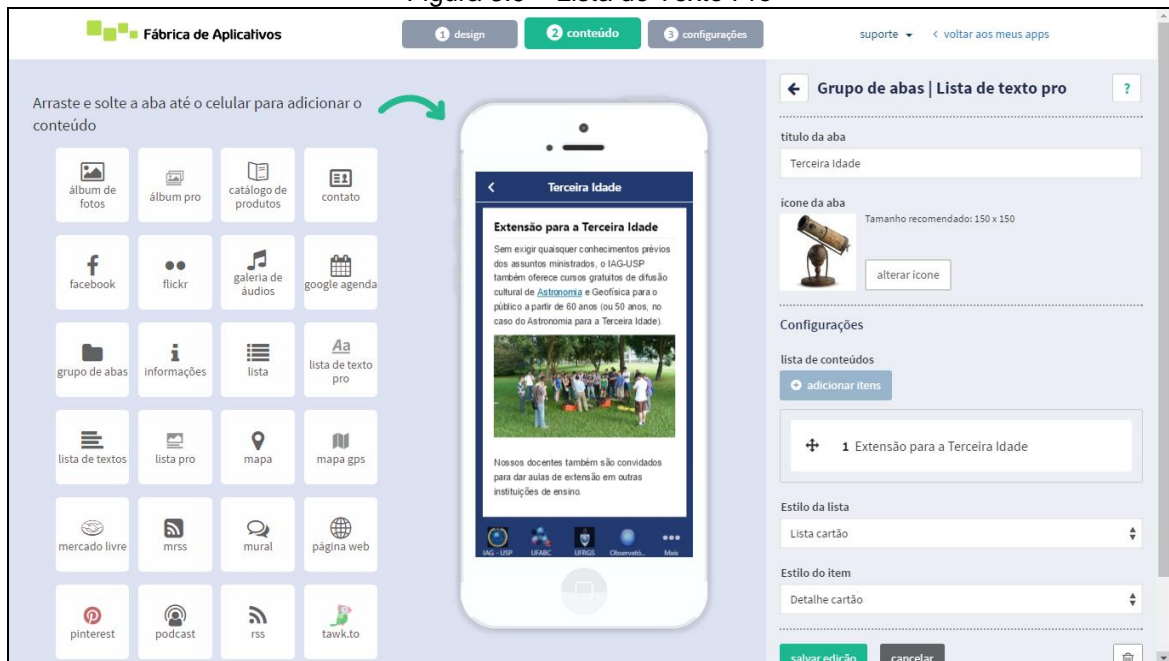 Fábrica de Aplicativos
1 design
2 conteúdo
3 configurações
suporte
< voltar aos meus apps
Arraste e solte a aba até o celular para adicionar o
conteúdo
álbum de
fotos
álbum pro
catálogo de
produtos
contato
facebook
flickr
galeria de
áudios
google agenda
grupo de abas
informações
lista
Aa
lista de texto
pro
lista de textos
lista pro
mapa
mapa gps
mercado livre
mrss
mural
página web
pinterest
podcast
rss
tawk.to
Terceira Idade
Extensão para a Terceira Idade
Sem exigir quaisquer conhecimentos prévios
dos assuntos ministrados, o IAG-USP
também oferece cursos gratuitos de difusão
cultural de Astronomia e Geofísica para o
público a partir de 60 anos (ou 50 anos, no
caso do Astronomia para a Terceira Idade).
Nossos docentes também são convidados
para dar aulas de extensão em outras
instituições de ensino.
IAG - USP
UFABC
UFRGS
Observató...
Mais
Grupo de abas | Lista de texto pro
?
título da aba
Terceira Idade
ícone da aba
Tamanho recomendado: 150 x 150
alterar ícone
Configurações
lista de conteúdos
adicionar itens
1 Extensão para a Terceira Idade
Estilo da lista
Lista cartão
Estilo do item
Detalhe cartão
salvar edição
cancelar